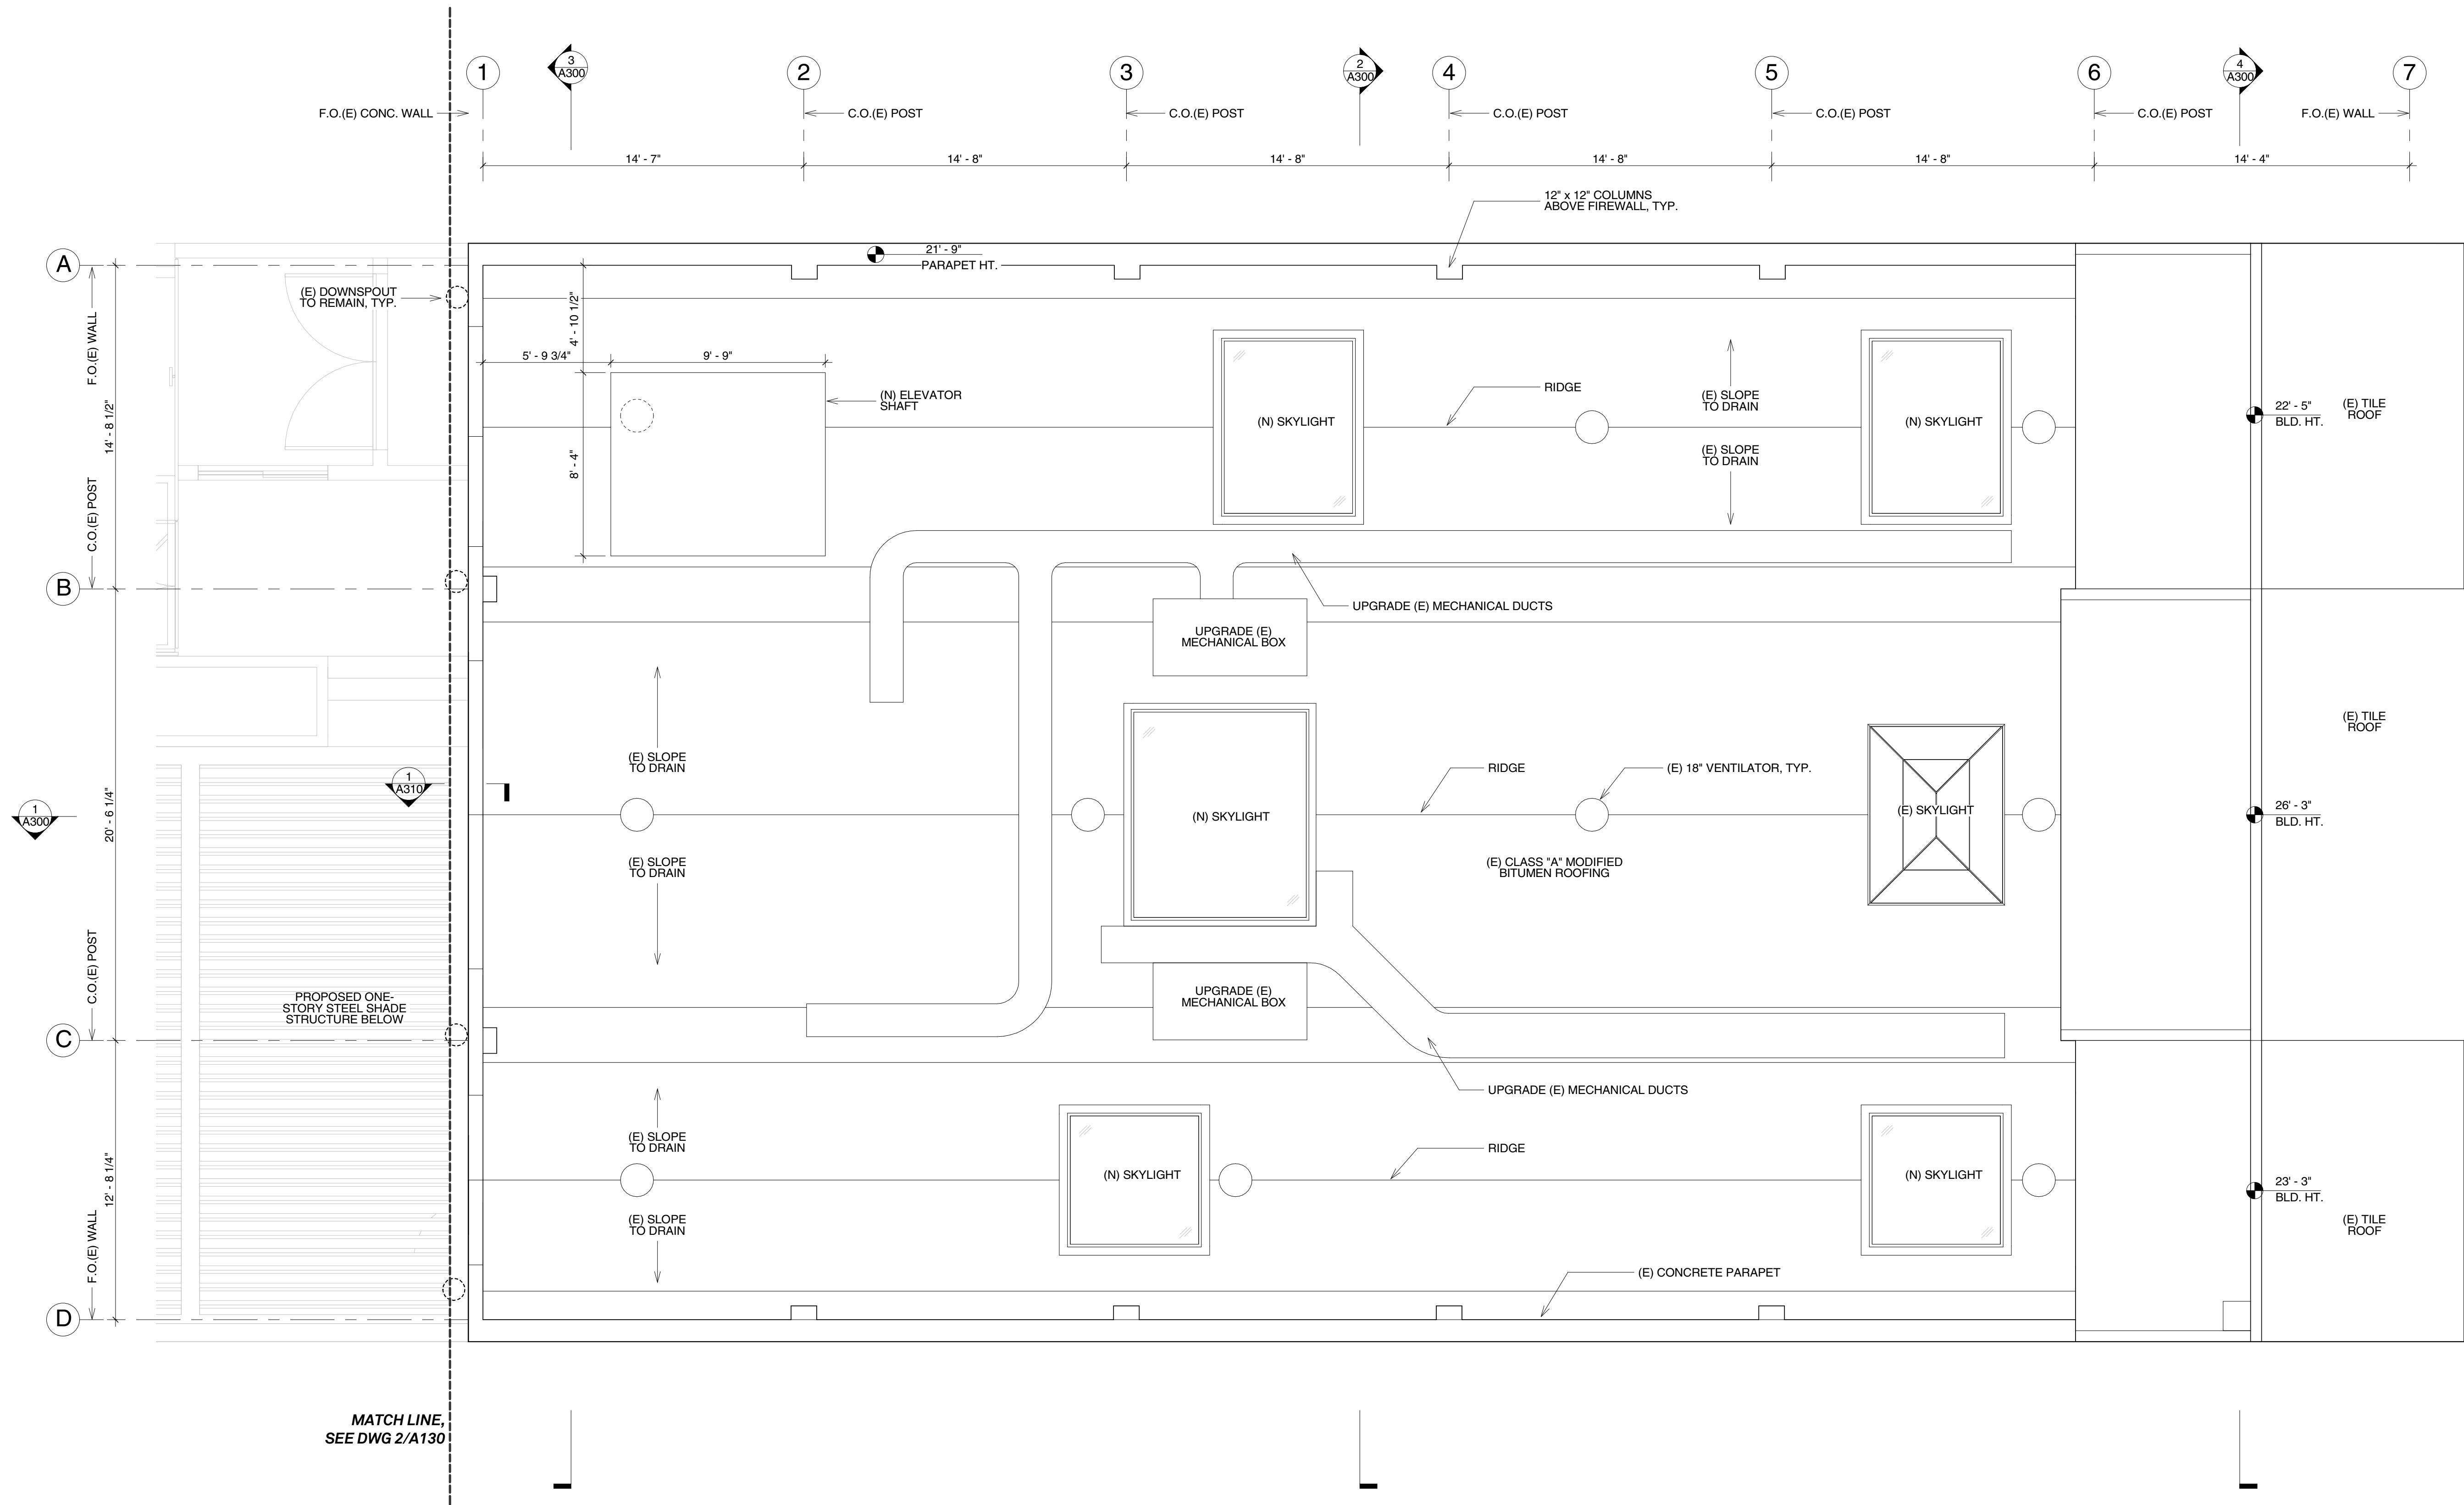 1
3
A300
2
3
2
A300
4
5
6
4
A300
7
F.O.(E) CONC. WALL
C.O.(E) POST
C.O.(E) POST
C.O.(E) POST
C.O.(E) POST
C.O.(E) POST
F.O.(E) WALL
14' - 7"
14' - 8"
14' - 8"
14' - 8"
14' - 8"
14' - 4"
12" x 12" COLUMNS
ABOVE FIREWALL, TYP.
A
21' - 9"
PARAPET HT.
(E) DOWNSPOUT
TO REMAIN, TYP.
F.O.(E) WALL
14' - 8 1/2"
C.O.(E) POST
4' - 10 1/2"
5' - 9 3/4"
9' - 9"
8' - 4"
(N) ELEVATOR
SHAFT
(N) SKYLIGHT
RIDGE
(E) SLOPE
TO DRAIN
(E) SLOPE
TO DRAIN
(N) SKYLIGHT
22' - 5"
BLD. HT.
(E) TILE
ROOF
B
UPGRADE (E) MECHANICAL DUCTS
UPGRADE (E)
MECHANICAL BOX
(E) TILE
ROOF
(E) SLOPE
TO DRAIN
1
A310
1
A300
20' - 6 1/4"
RIDGE
(E) 18" VENTILATOR, TYP.
(N) SKYLIGHT
(E) SKYLIGHT
26' - 3"
BLD. HT.
(E) SLOPE
TO DRAIN
(E) CLASS "A" MODIFIED
BITUMEN ROOFING
C.O.(E) POST
PROPOSED ONE-
STORY STEEL SHADE
STRUCTURE BELOW
UPGRADE (E)
MECHANICAL BOX
C
UPGRADE (E) MECHANICAL DUCTS
(E) SLOPE
TO DRAIN
RIDGE
12' - 8 1/4"
(N) SKYLIGHT
(N) SKYLIGHT
23' - 3"
BLD. HT.
(E) SLOPE
TO DRAIN
(E) TILE
ROOF
F.O.(E) WALL
(E) CONCRETE PARAPET
D
MATCH LINE,
SEE DWG 2/A130